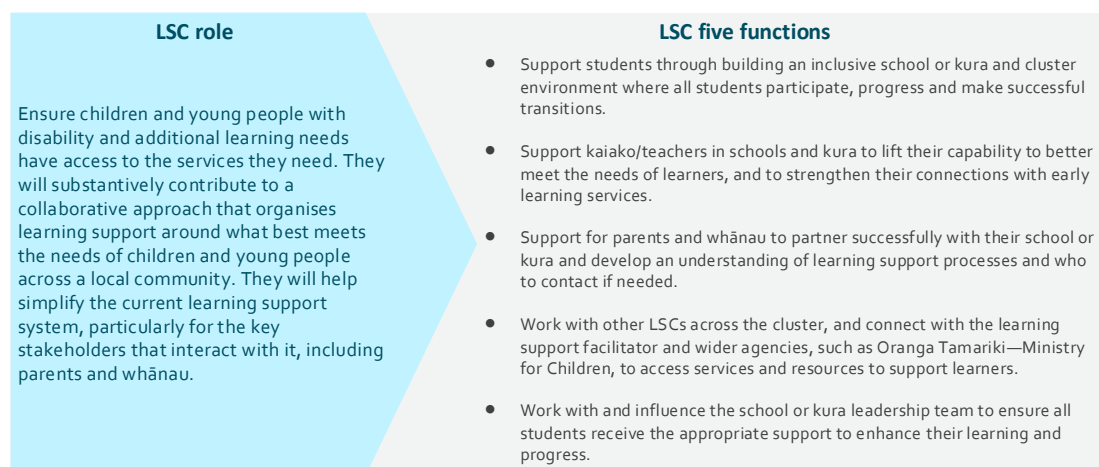 LSC role
Ensure children and young people with
disability and additional learning needs
have access to the services they need. They
will substantively contribute to a
collaborative approach that organises
learning support around what best meets
the needs of children and young people
across a local community. They will help
simplify the current learning support
system, particularly for the key
stakeholders that interact with it, including
parents and whānau.
LSC five functions
● Support students through building an inclusive school or kura and cluster
environment where all students participate, progress and make successful
transitions.
● Support kaiako/teachers in schools and kura to lift their capability to better
meet the needs of learners, and to strengthen their connections with early
learning services.
● Support for parents and whānau to partner successfully with their school or
kura and develop an understanding of learning support processes and who
to contact if needed.
● Work with other LSCs across the cluster, and connect with the learning
support facilitator and wider agencies, such as Oranga Tamariki—Ministry
for Children, to access services and resources to support learners.
● Work with and influence the school or kura leadership team to ensure all
students receive the appropriate support to enhance their learning and
progress.